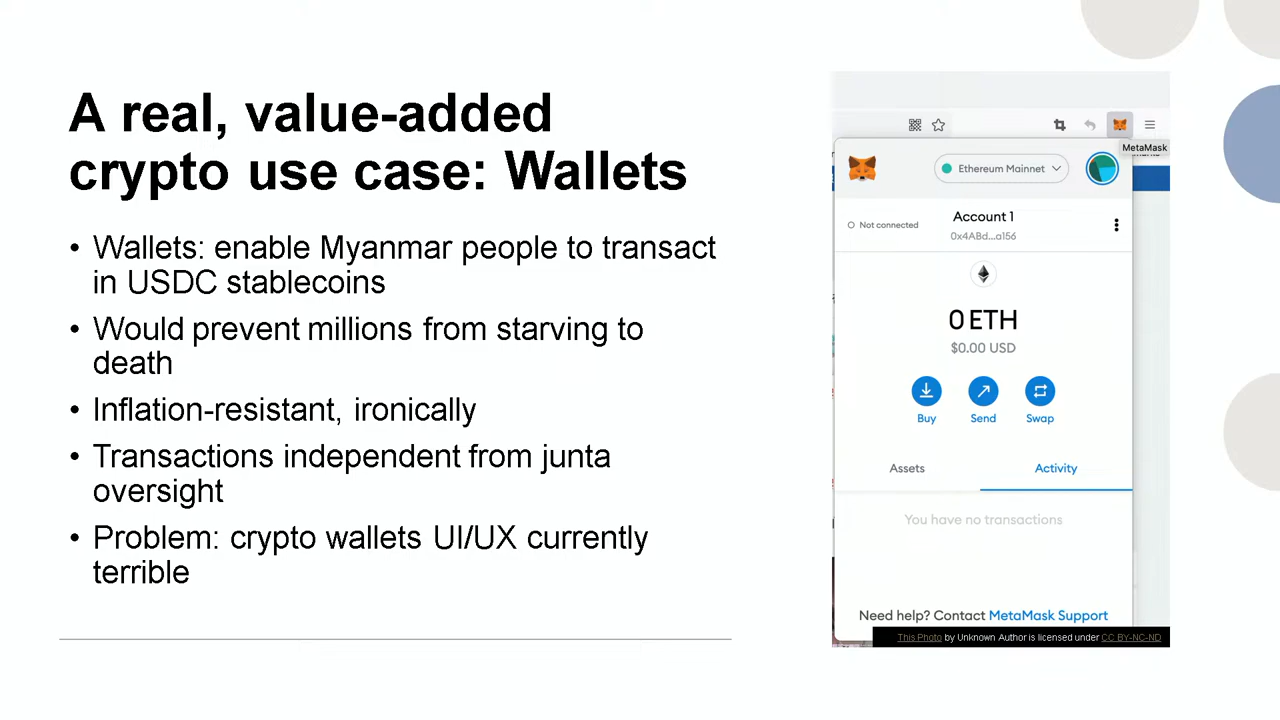 A real, value-added
crypto use case: Wallets
• Wallets: enable Myanmar people to transact
in USDC stablecoins
• Would prevent millions from starving to
death
• Inflation-resistant, ironically
• Transactions independent from junta
oversight
• Problem: crypto wallets UI/UX currently
terrible
MetaMask
Ethereum Mainnet
Not connected
Account 1
0x4ABd...a156
0 ETH
$0.00 USD
Buy Send Swap
Assets Activity
You have no transactions
Need help? Contact MetaMask Support
This Photo by Unknown Author is licensed under CC BY-NC-ND